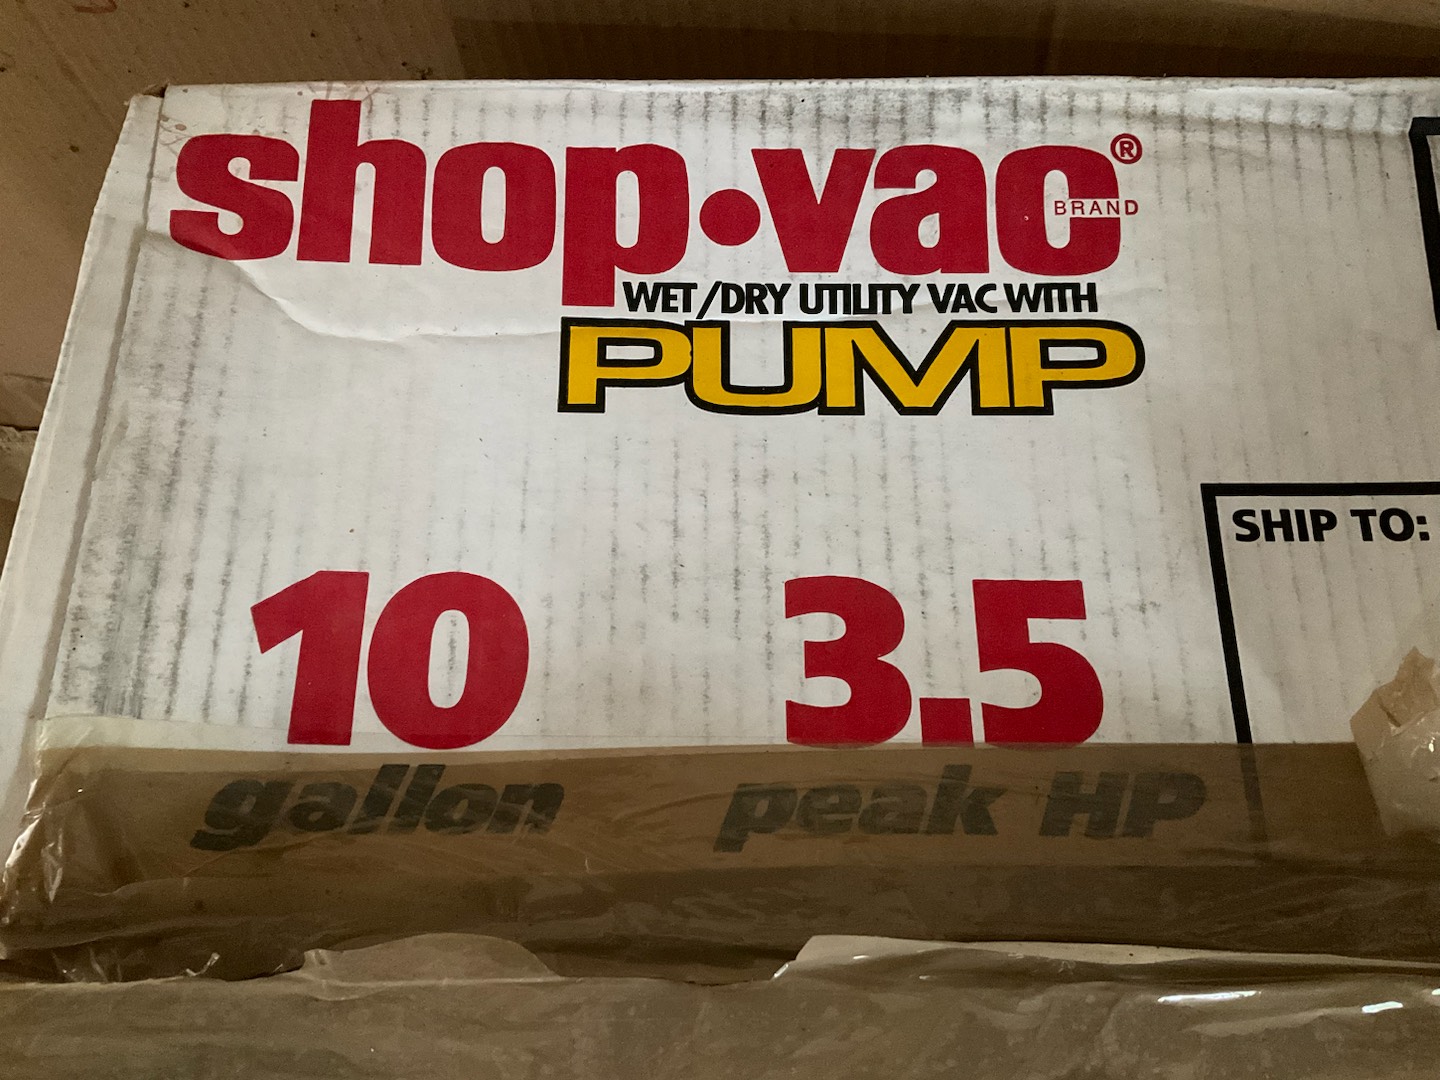 shop·vac®
BRAND
WET/DRY UTILITY VAC WITH
PUMP
SHIP TO:
10 3.5
gallon peak HP